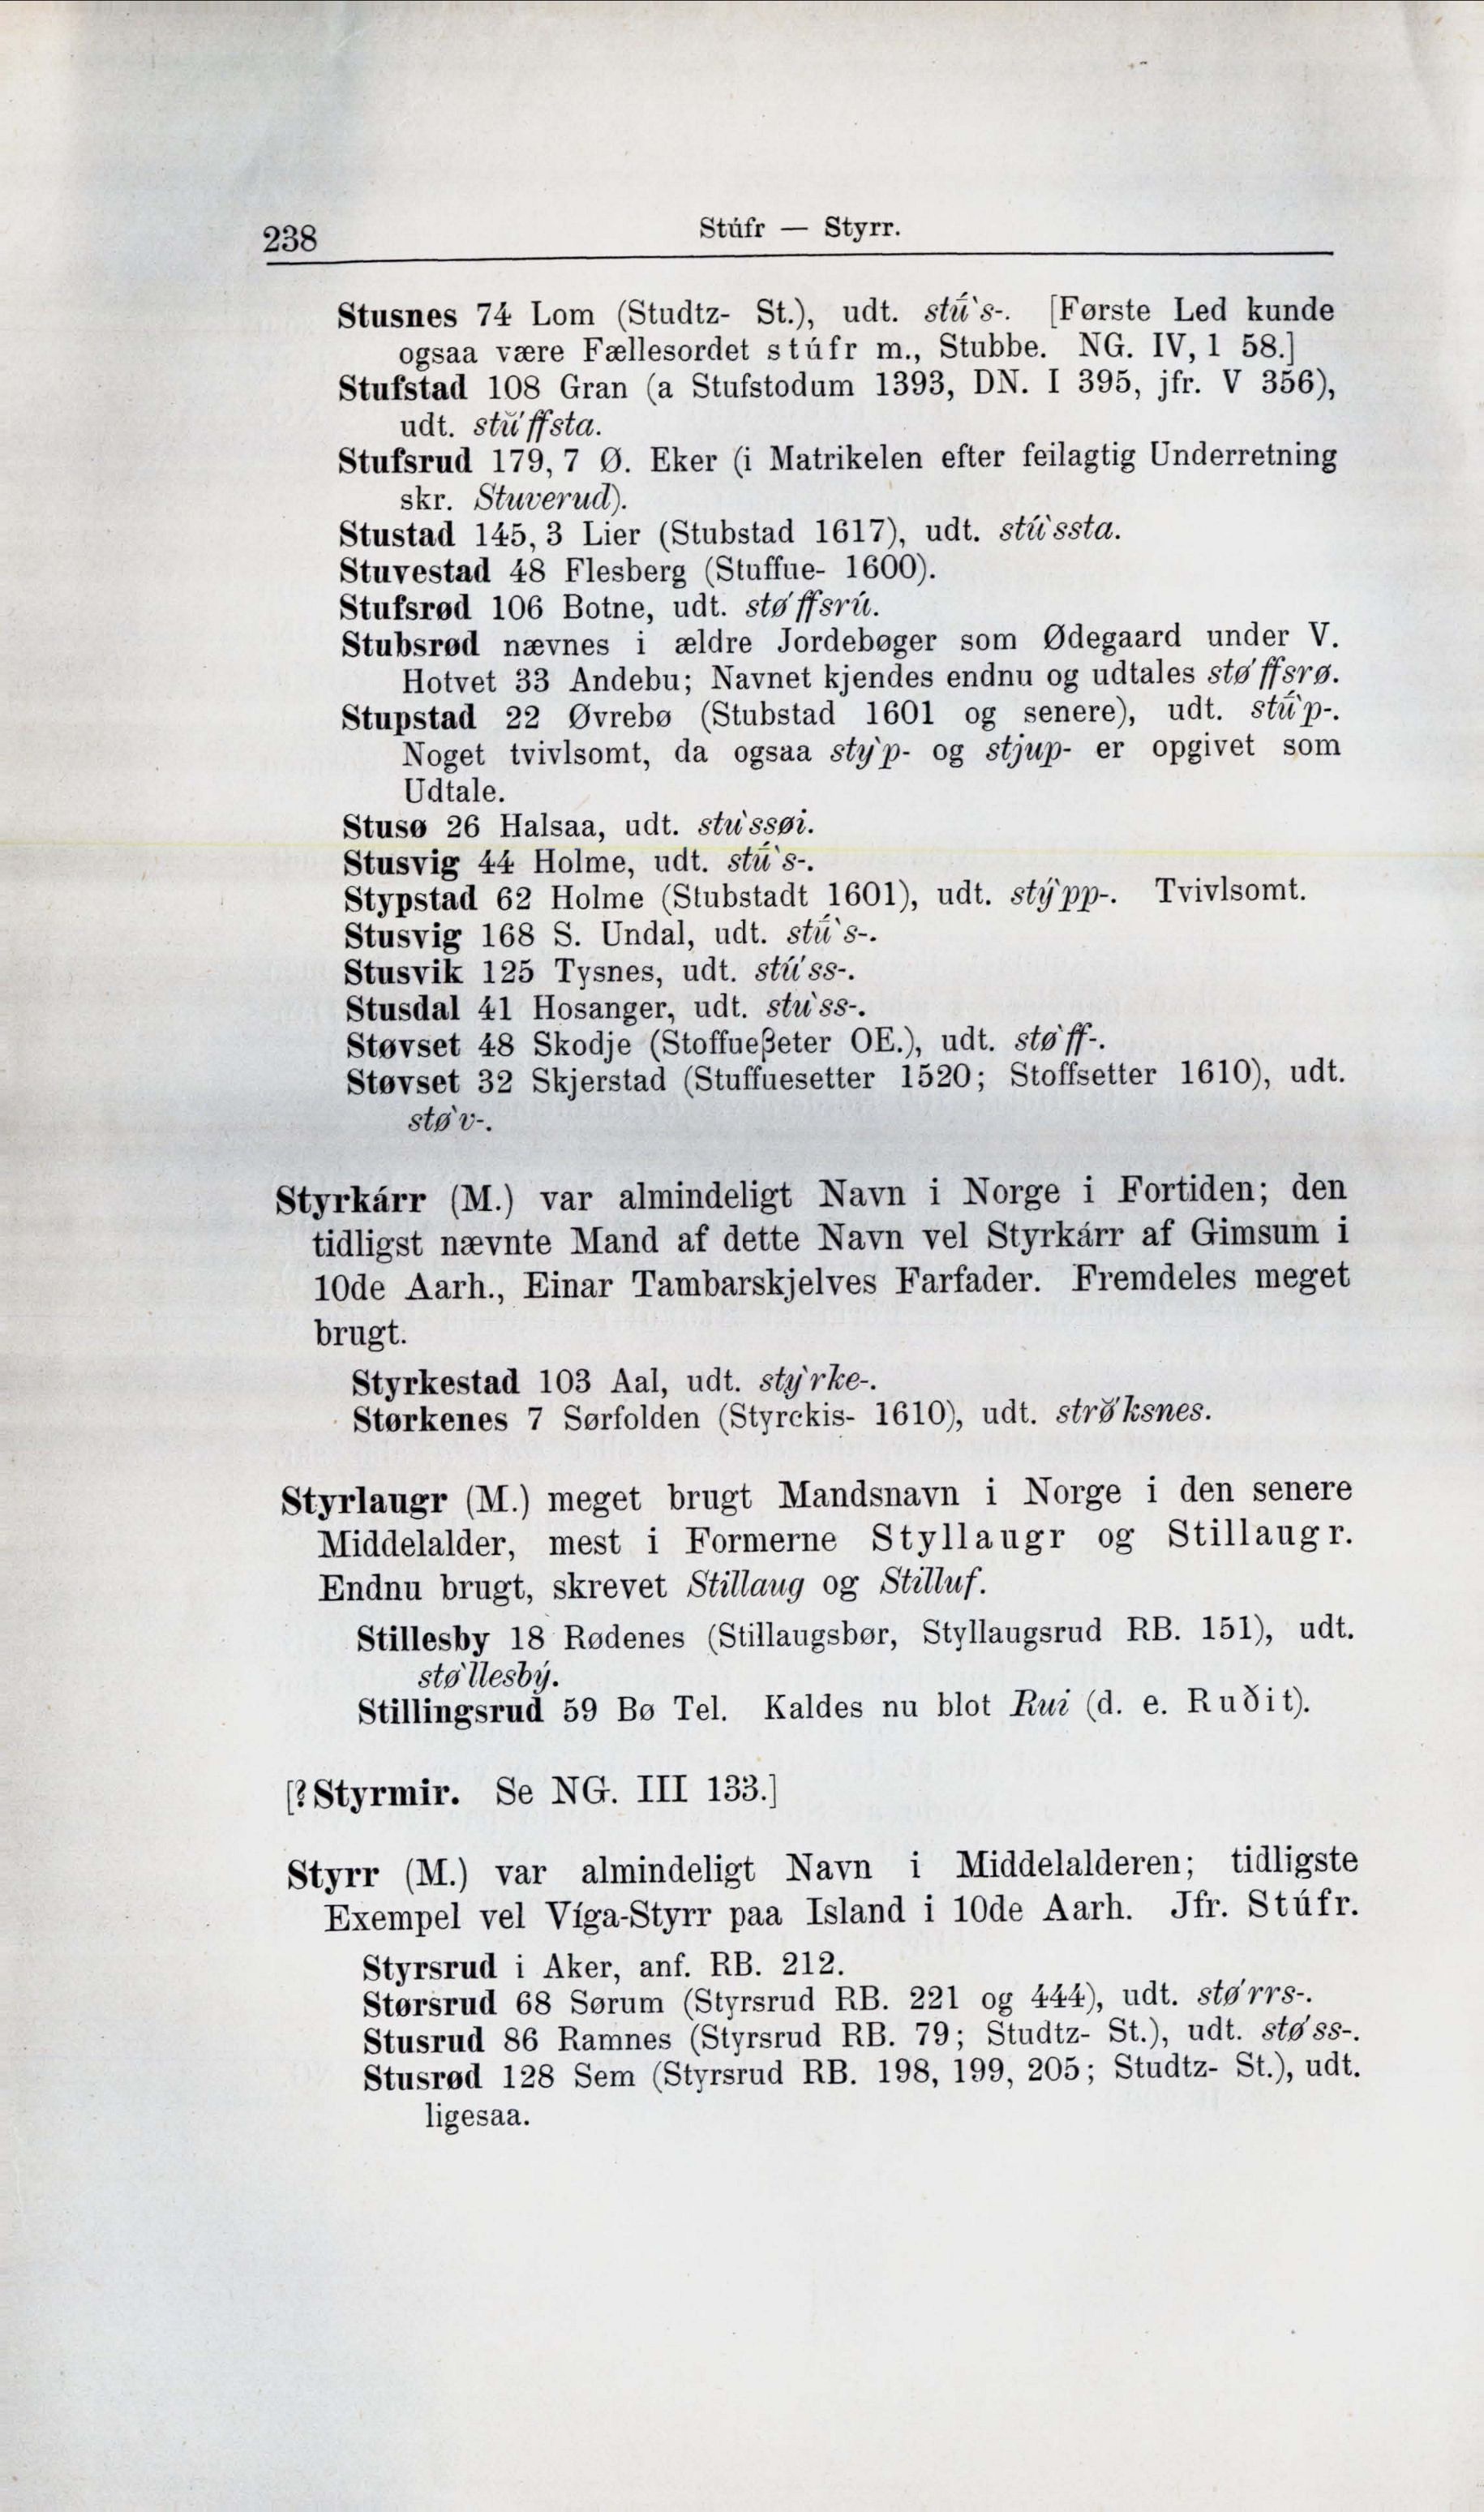 238
Stúfr — Styrr.
Stusnes 74 Lom (Studtz- St.), udt. stū́`s-. [Første Led kunde
ogsaa være Fællesordet stúfr m., Stubbe. NG. IV, 1 58.]
Stufstad 108 Gran (a Stufstodum 1393, DN. I 395, jfr. V 356),
udt. stŭ′ffsta.
Stufsrud 179, 7 Ø. Eker (i Matrikelen efter feilagtig Underretning
skr. Stuverud).
Stustad 145, 3 Lier (Stubstad 1617), udt. stú`ssta.
Stuvestad 48 Flesberg (Stuffue- 1600).
Stufsrød 106 Botne, udt. stø′ffsrú.
Stubsrød nævnes i ældre Jordebøger som Ødegaard under V.
Hotvet 33 Andebu; Navnet kjendes endnu og udtales stø′ffsrø.
Stupstad 22 Øvrebø (Stubstad 1601 og senere), udt. stū́`p-.
Noget tvivlsomt, da ogsaa sty`p- og stjup- er opgivet som
Udtale.
Stusø 26 Halsaa, udt. stu`ssøi.
Stusvig 44 Holme, udt. stū́`s-.
Stypstad 62 Holme (Stubstadt 1601), udt. stý`pp-. Tvivlsomt.
Stusvig 168 S. Undal, udt. stū́`s-.
Stusvik 125 Tysnes, udt. stú′ss-.
Stusdal 41 Hosanger, udt. stu`ss-.
Støvset 48 Skodje (Stoffueβeter OE.), udt. stø`ff-.
Støvset 32 Skjerstad (Stuffuesetter 1520; Stoffsetter 1610), udt.
stø`v-.
Styrkárr (M.) var almindeligt Navn i Norge i Fortiden; den
tidligst nævnte Mand af dette Navn vel Styrkárr af Gimsum i
10de Aarh., Einar Tambarskjelves Farfader. Fremdeles meget
brugt.
Styrkestad 103 Aal, udt. sty`rke-.
Størkenes 7 Sørfolden (Styrckis- 1610), udt. strø̆′ksnes.
Styrlaugr (M.) meget brugt Mandsnavn i Norge i den senere
Middelalder, mest i Formerne Styllaugr og Stillaugr.
Endnu brugt, skrevet Stillaug og Stilluf.
Stillesby 18 Rødenes (Stillaugsbør, Styllaugsrud RB. 151), udt.
stø`llesbý.
Stillingsrud 59 Bø Tel. Kaldes nu blot Rui (d. e. Ruðit).
[?Styrmir. Se NG. III 133.]
Styrr (M.) var almindeligt Navn i Middelalderen; tidligste
Exempel vel Víga-Styrr paa Island i 10de Aarh. Jfr. Stúfr.
Styrsrud i Aker, anf. RB. 212.
Størsrud 68 Sørum (Styrsrud RB. 221 og 444), udt. stø′rrs-.
Stusrud 86 Ramnes (Styrsrud RB. 79; Studtz- St.), udt. stø′ss-.
Stusrød 128 Sem (Styrsrud RB. 198, 199, 205; Studtz- St.), udt.
ligesaa.